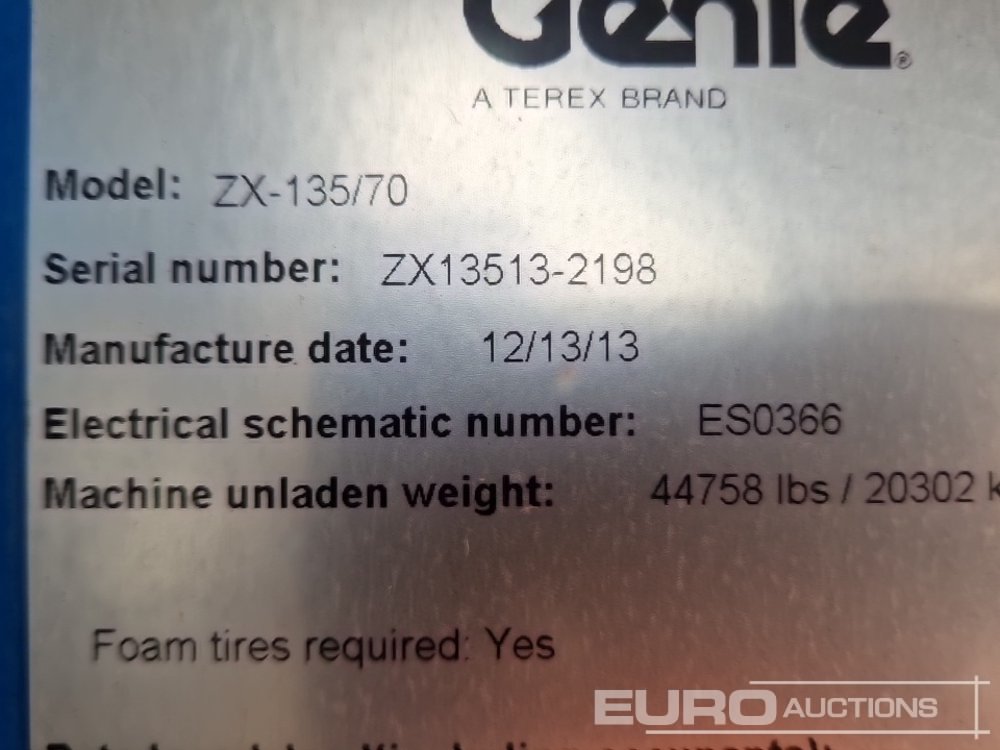 Genie®
A TEREX BRAND
Model: ZX-135/70
Serial number: ZX13513-2198
Manufacture date: 12/13/13
Electrical schematic number: ES0366
Machine unladen weight: 44758 lbs / 20302 k
Foam tires required: Yes
EURO AUCTIONS